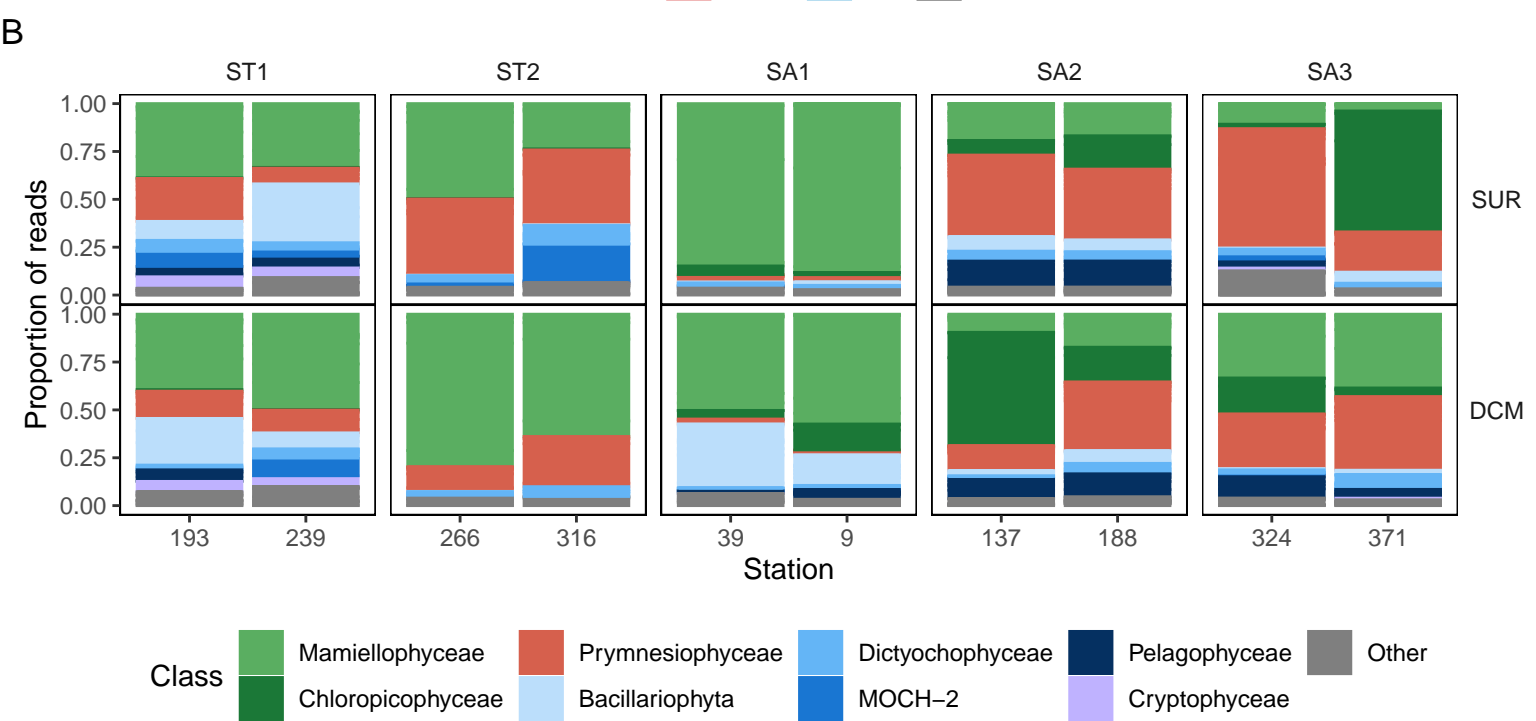 B
ST1 ST2 SA1 SA2 SA3
1.00
0.75
0.50
0.25
0.00
SUR
1.00
0.75
0.50
0.25
0.00
DCM
Proportion of reads
193 239 266 316 39 9 137 188 324 371
Station
Class
Mamiellophyceae Prymnesiophyceae Dictyochophyceae Pelagophyceae Other
Chloropicophyceae Bacillariophyta MOCH−2 Cryptophyceae